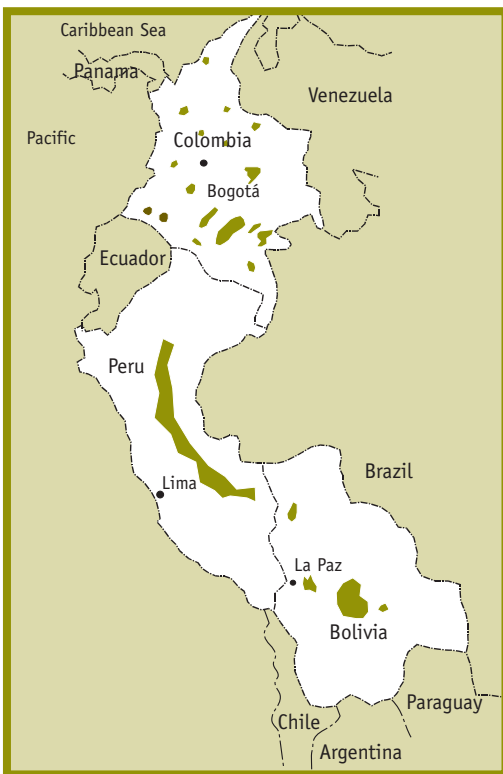 Caribbean Sea
Panama
Venezuela
Pacific
Colombia
Bogotá
Ecuador
Peru
Lima
Brazil
La Paz
Bolivia
Paraguay
Chile
Argentina